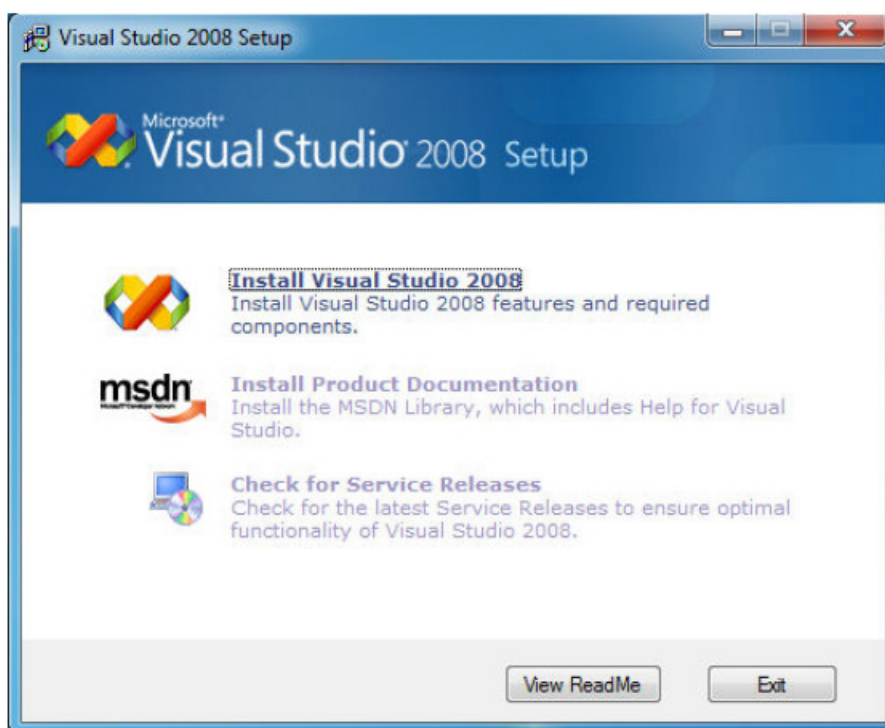 Visual Studio 2008 Setup
Microsoft®
Visual Studio® 2008 Setup
Install Visual Studio 2008
Install Visual Studio 2008 features and required
components.
msdn
Install Product Documentation
Install the MSDN Library, which includes Help for Visual
Studio.
Check for Service Releases
Check for the latest Service Releases to ensure optimal
functionality of Visual Studio 2008.
View ReadMe
Exit